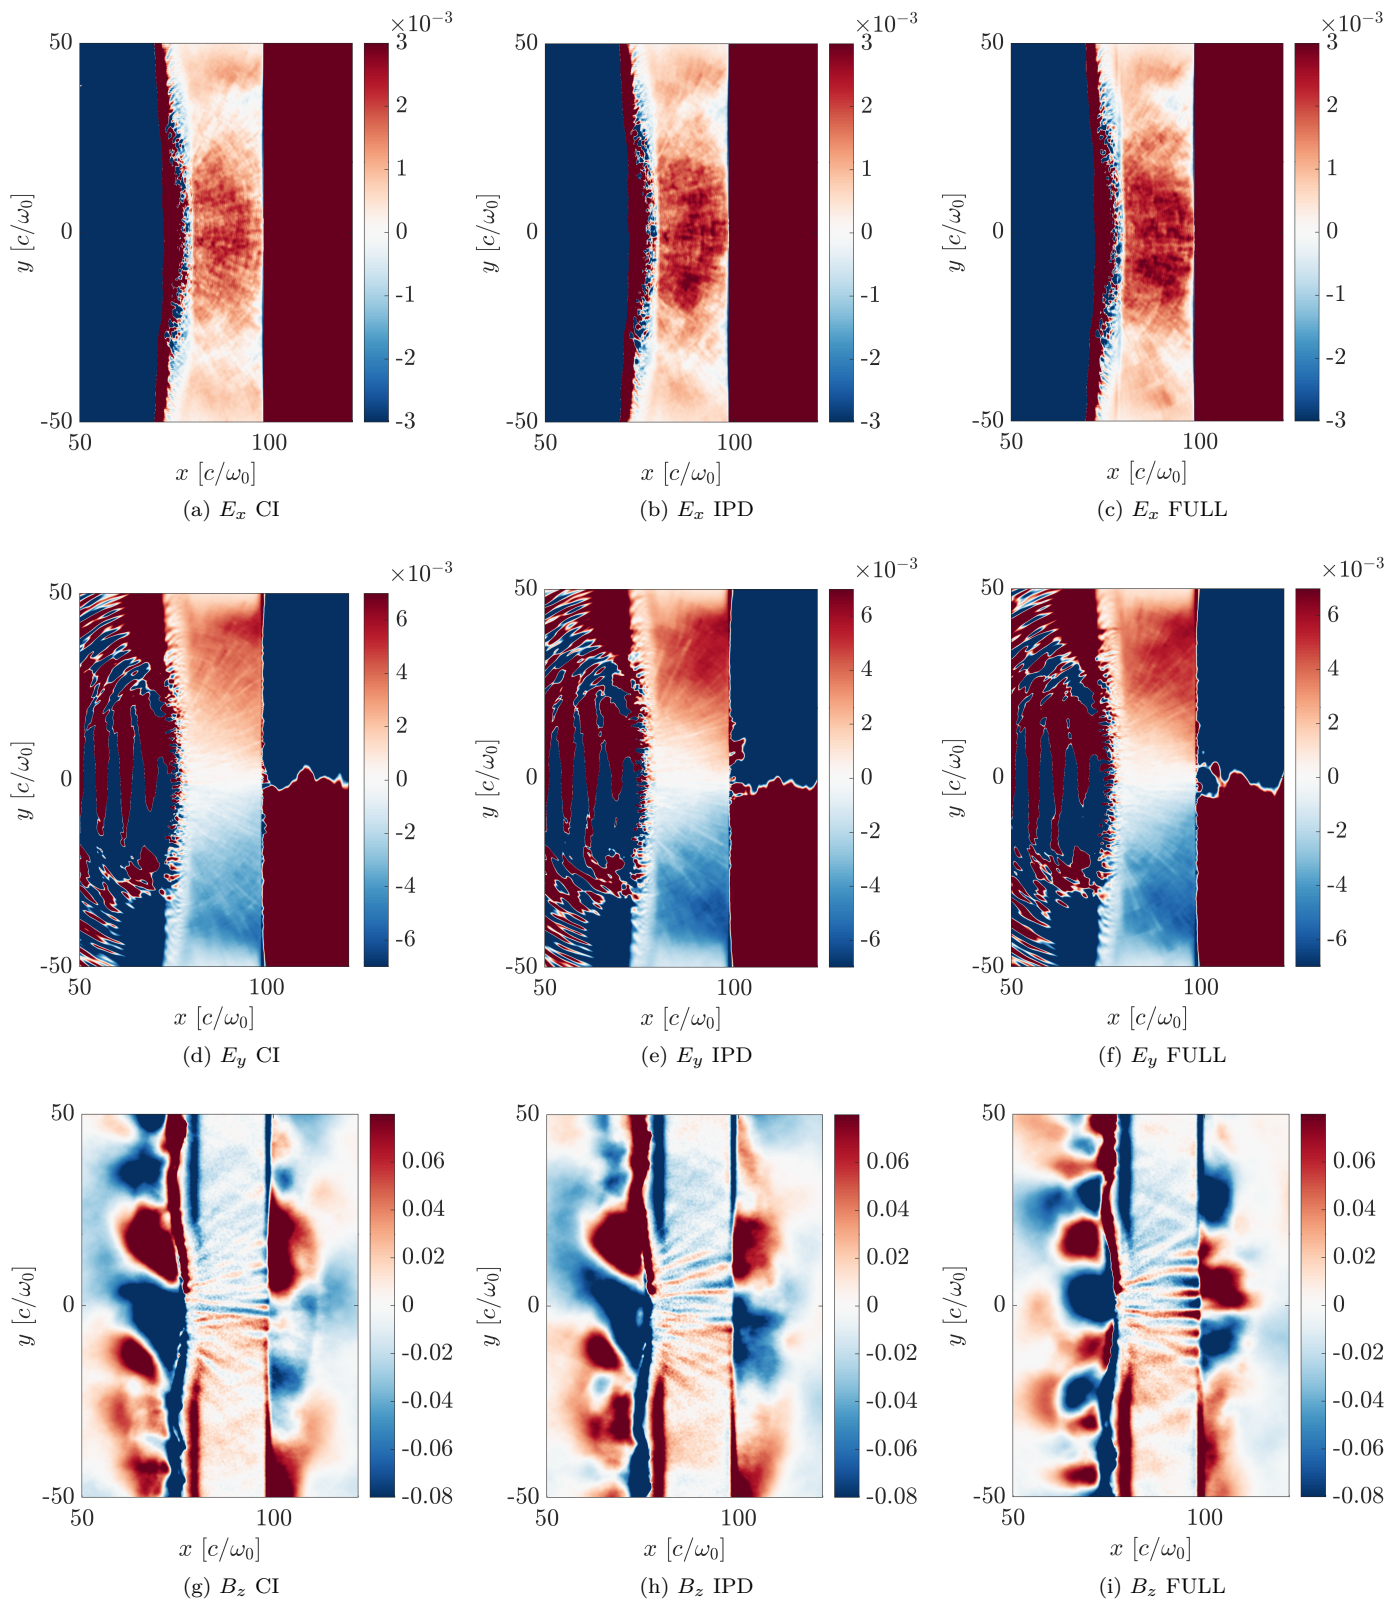 ×10⁻³ ×10⁻³ ×10⁻³
50 3 50 3 50 3
2 2 2
1 1 1
y [c/ω₀] 0 0 y [c/ω₀] 0 0 y [c/ω₀] 0 0
-1 -1 -1
-2 -2 -2
-50 -3 -50 -3 -50 -3
50 100 50 100 50 100
x [c/ω₀] x [c/ω₀] x [c/ω₀]
(a) Eₓ CI (b) Eₓ IPD (c) Eₓ FULL
×10⁻³ ×10⁻³ ×10⁻³
50 50 50
6 6 6
4 4 4
2 2 2
y [c/ω₀] 0 0 y [c/ω₀] 0 0 y [c/ω₀] 0 0
-2 -2 -2
-4 -4 -4
-6 -6 -6
-50 -50 -50
50 100 50 100 50 100
x [c/ω₀] x [c/ω₀] x [c/ω₀]
(d) E_y CI (e) E_y IPD (f) E_y FULL
50 50 50
0.06 0.06 0.06
0.04 0.04 0.04
0.02 0.02 0.02
y [c/ω₀] 0 0 y [c/ω₀] 0 0 y [c/ω₀] 0 0
-0.02 -0.02 -0.02
-0.04 -0.04 -0.04
-0.06 -0.06 -0.06
-50 -0.08 -50 -0.08 -50 -0.08
50 100 50 100 50 100
x [c/ω₀] x [c/ω₀] x [c/ω₀]
(g) B_z CI (h) B_z IPD (i) B_z FULL